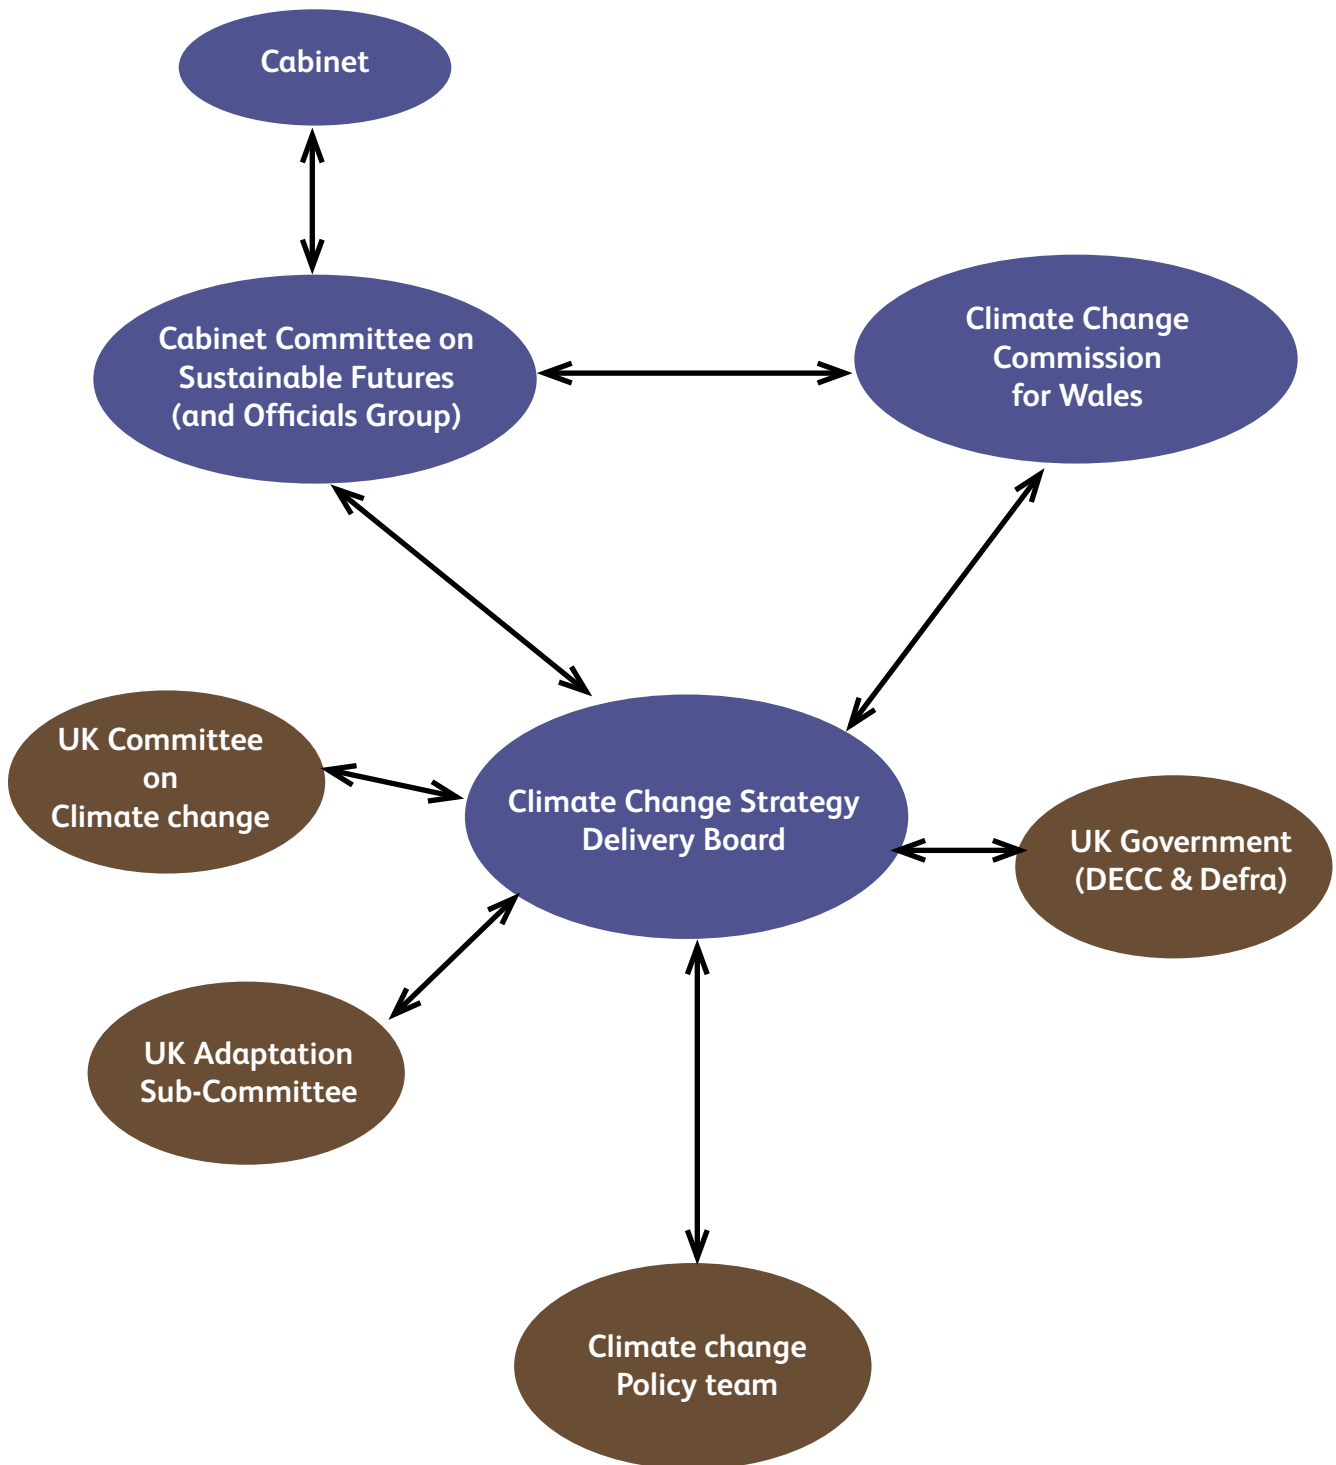 Cabinet
Cabinet Committee on
Sustainable Futures
(and Officials Group)
Climate Change
Commission
for Wales
UK Committee
on
Climate change
Climate Change Strategy
Delivery Board
UK Government
(DECC & Defra)
UK Adaptation
Sub-Committee
Climate change
Policy team